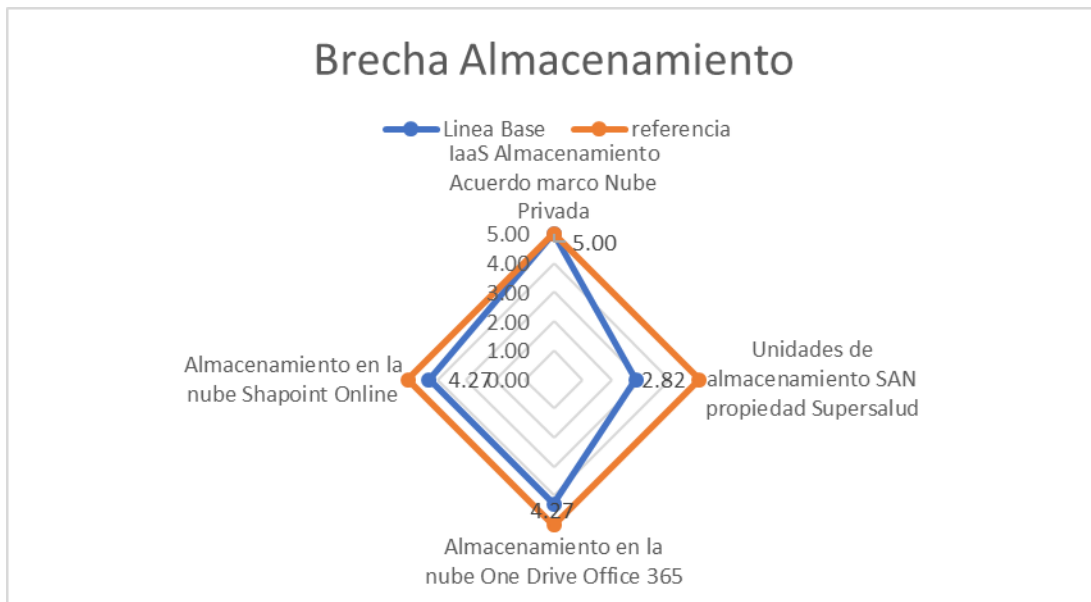 Brecha Almacenamiento
Linea Base
referencia
IaaS Almacenamiento
Acuerdo marco Nube
Privada
5.00
5.00
4.00
3.00
2.00
1.00
0.00
Almacenamiento en la
nube Shapoint Online
4.27
2.82
Unidades de
almacenamiento SAN
propiedad Supersalud
4.27
Almacenamiento en la
nube One Drive Office 365